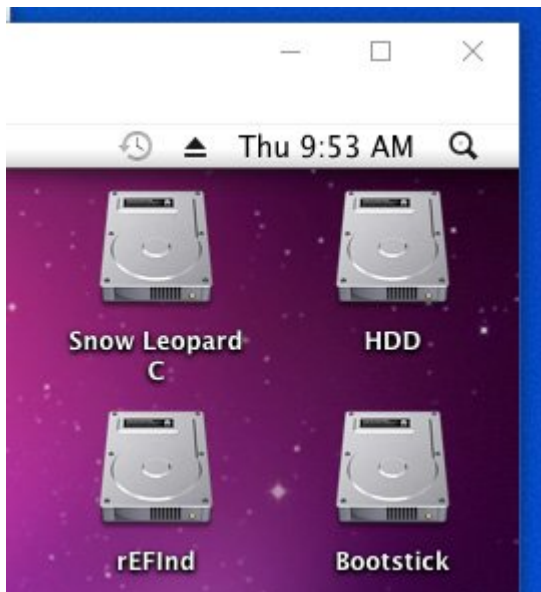 Thu 9:53 AM
Snow Leopard
C
HDD
rEFInd
Bootstick